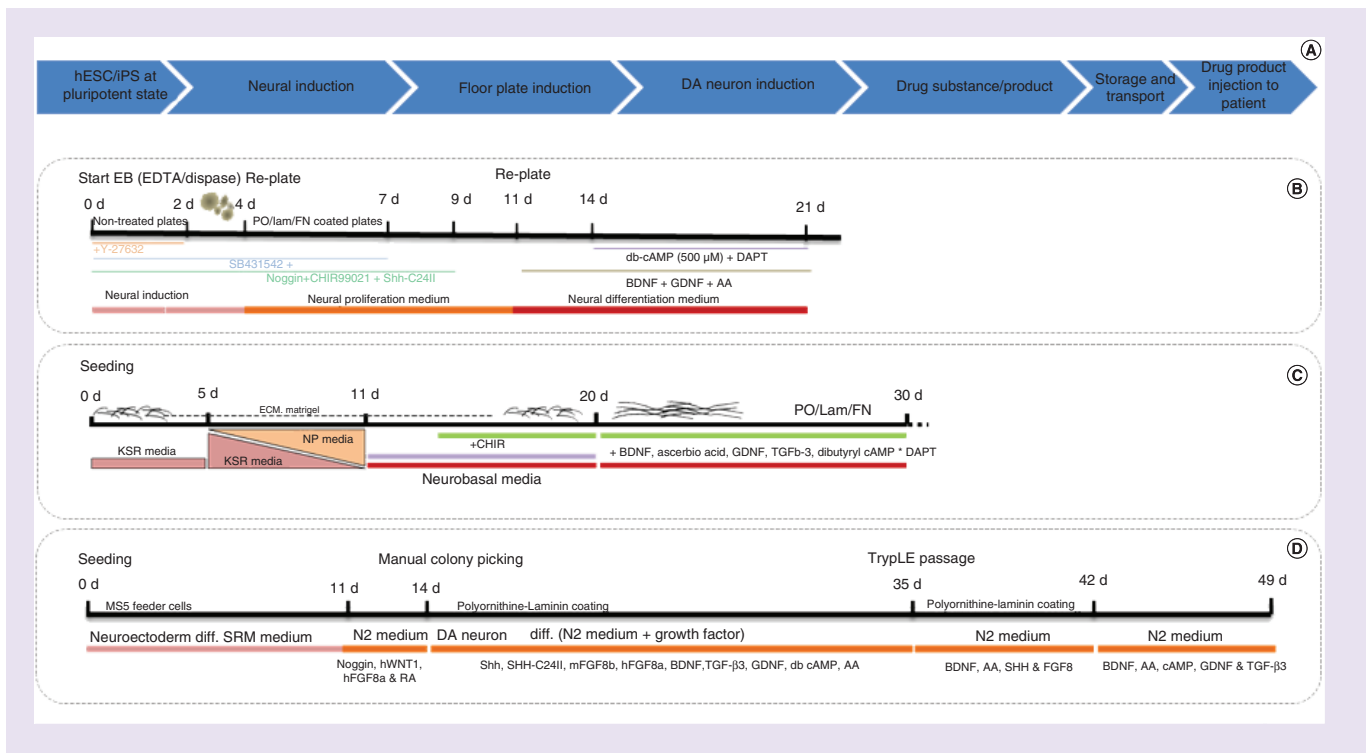 A
hESC/iPS at
pluripotent state
Neural induction
Floor plate induction
DA neuron induction
Drug substance/product
Storage and
transport
Drug product
injection to
patient
B
Start EB (EDTA/dispase) Re-plate
Re-plate
0 d 2 d 4 d 7 d 9 d 11 d 14 d 21 d
Non-treated plates PO/lam/FN coated plates
+Y-27632
SB431542 +
Noggin+CHIR99021 + Shh-C24II
db-cAMP (500 µM) + DAPT
BDNF + GDNF + AA
Neural induction Neural proliferation medium Neural differentiation medium
C
Seeding
0 d 5 d 11 d 20 d 30 d
ECM. matrigel PO/Lam/FN
KSR media
NP media
KSR media
+CHIR
+ BDNF, ascerbio acid, GDNF, TGFb-3, dibutyryl cAMP * DAPT
Neurobasal media
D
Seeding Manual colony picking TrypLE passage
0 d 11 d 14 d 35 d 42 d 49 d
MS5 feeder cells Polyornithine-Laminin coating Polyornithine-laminin coating
Neuroectoderm diff. SRM medium N2 medium DA neuron diff. (N2 medium + growth factor) N2 medium N2 medium
Noggin, hWNT1,
hFGF8a & RA
Shh, SHH-C24II, mFGF8b, hFGF8a, BDNF,TGF-β3, GDNF, db cAMP, AA
BDNF, AA, SHH & FGF8
BDNF, AA, cAMP, GDNF & TGF-β3